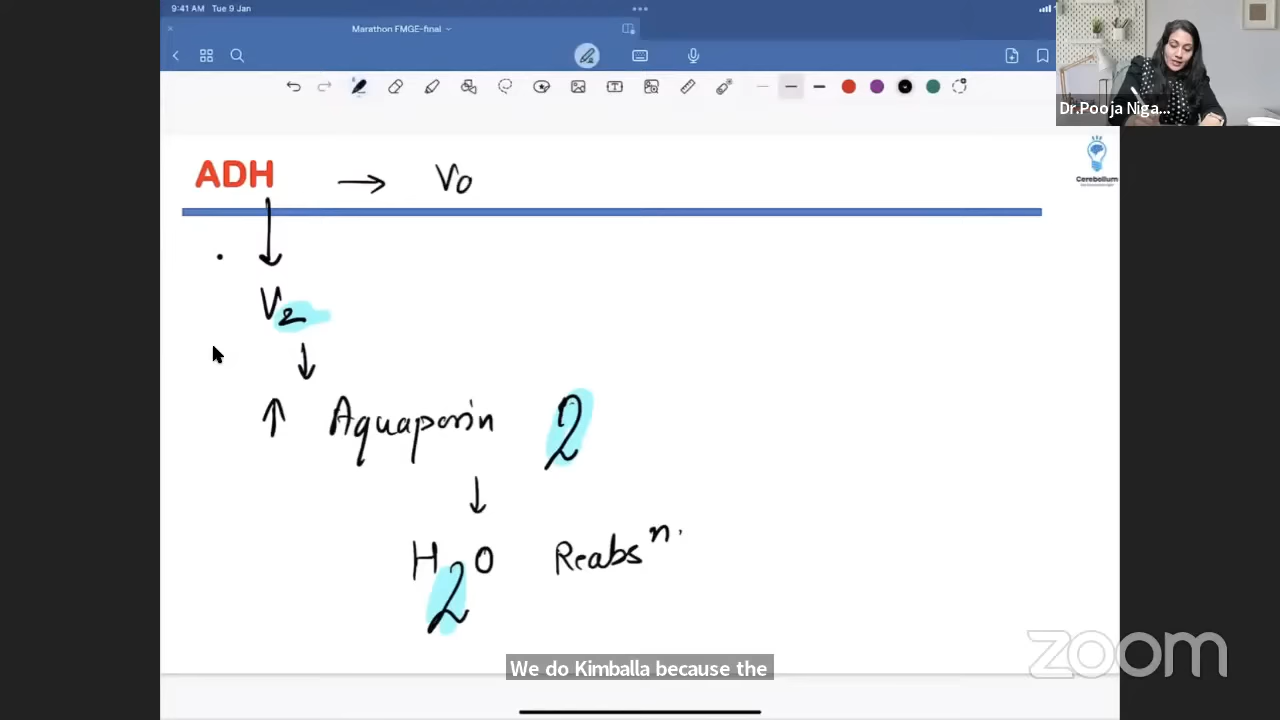 9:41 AM Tue 9 Jan
Marathon FMGE-final
Dr.Pooja Niga...
Cerebellum
ADH → Vo
↓
V2
↓
↑ Aquaporin 2
↓
H2O Reabsn.
We do Kimballa because the
zoom